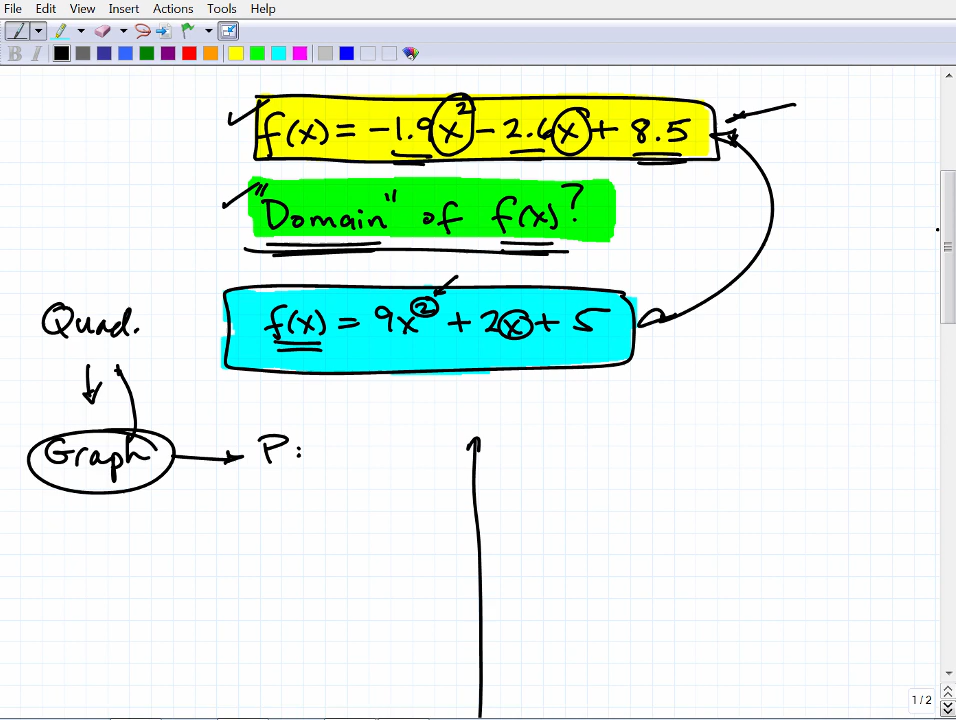 File Edit View Insert Actions Tools Help
B I
f(x) = -1.9x² - 2.6x + 8.5
"Domain" of f(x)?
f(x) = 9x² + 2x + 5
Quad.
Graph → P:
1/2